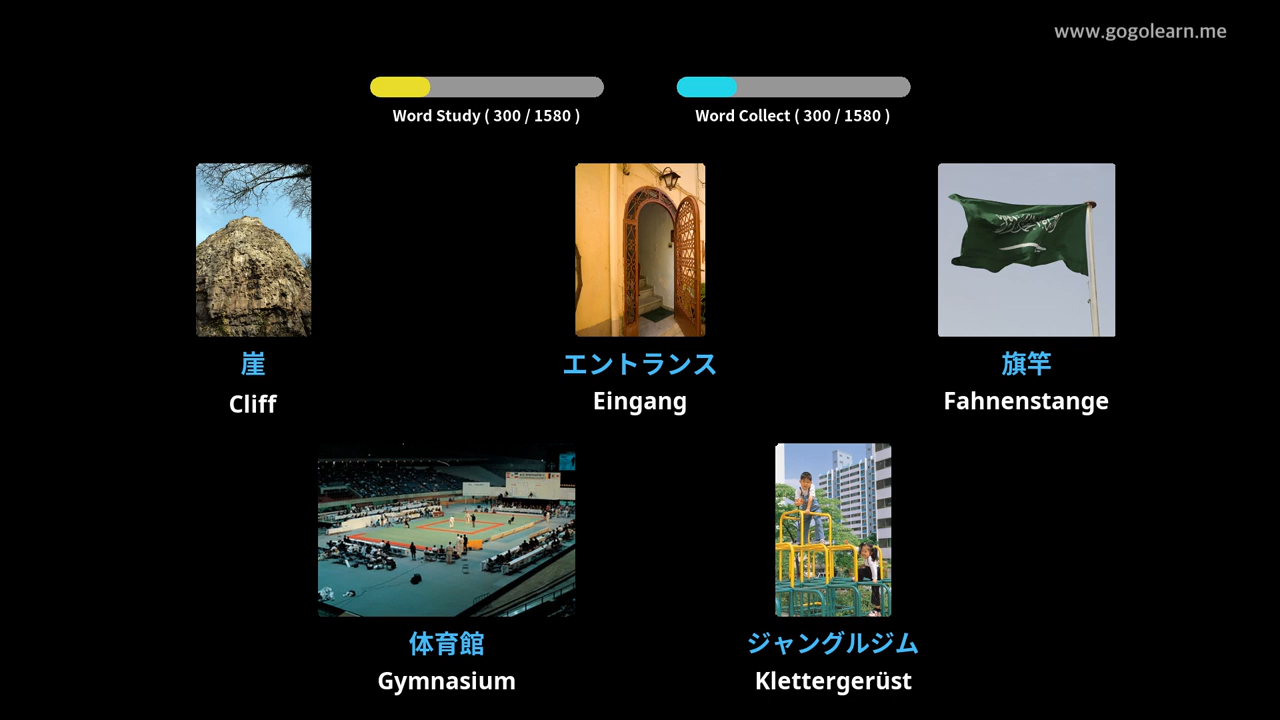 www.gogolearn.me
Word Study ( 300 / 1580 )
Word Collect ( 300 / 1580 )
崖
Cliff
エントランス
Eingang
旗竿
Fahnenstange
体育館
Gymnasium
ジャングルジム
Klettergerüst